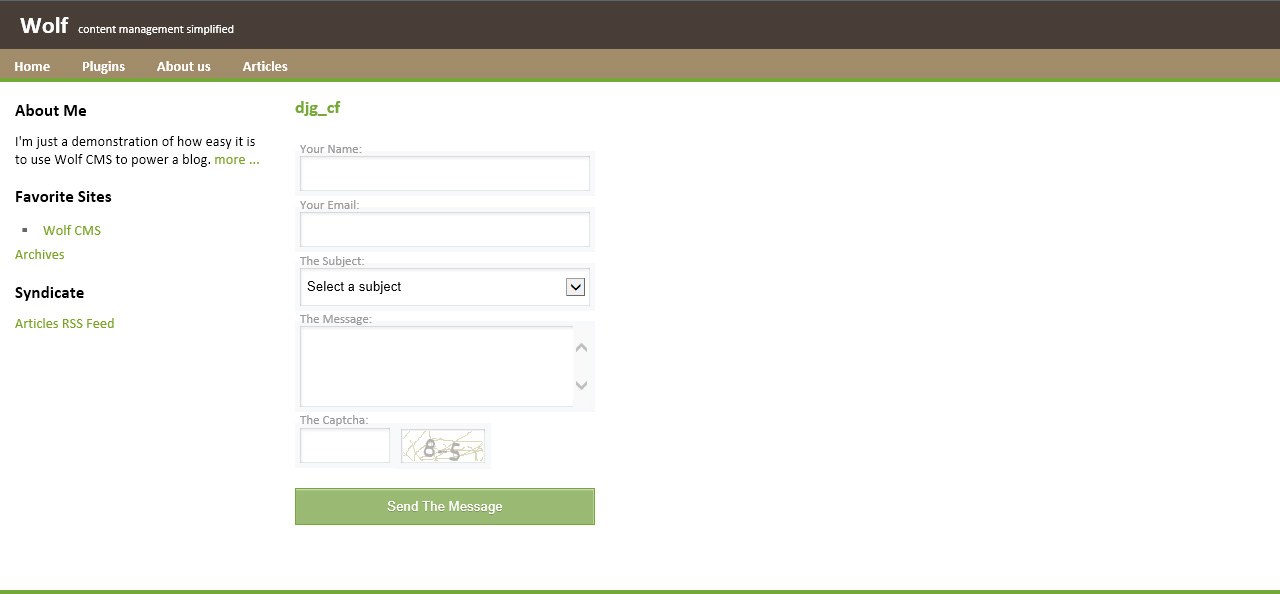 Wolf content management simplified
Home Plugins About us Articles
About Me
I'm just a demonstration of how easy it is
to use Wolf CMS to power a blog. more ...
Favorite Sites
Wolf CMS
Archives
Syndicate
Articles RSS Feed
djg_cf
Your Name:
Your Email:
The Subject:
Select a subject
The Message:
The Captcha:
8-5
Send The Message